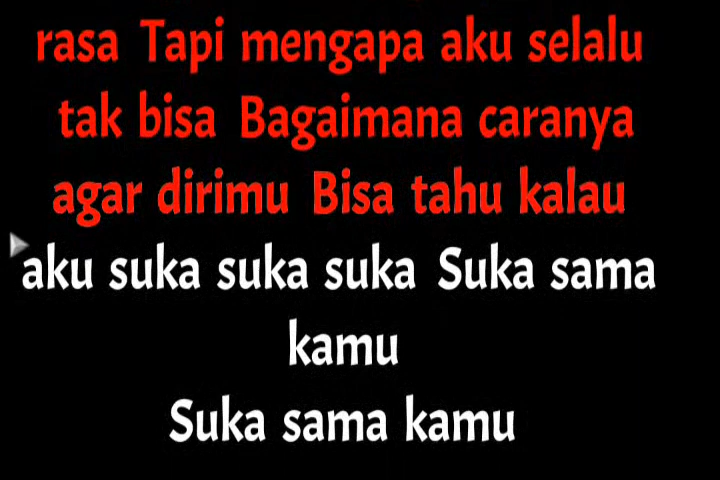 rasa Tapi mengapa aku selalu
tak bisa Bagaimana caranya
agar dirimu Bisa tahu kalau
aku suka suka suka Suka sama
kamu
Suka sama kamu